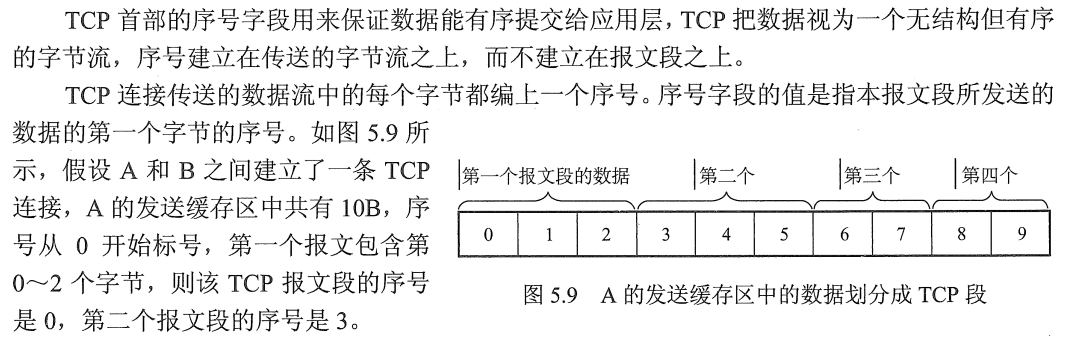 TCP 首部的序号字段用来保证数据能有序提交给应用层，TCP 把数据视为一个无结构但有序
的字节流，序号建立在传送的字节流之上，而不建立在报文段之上。
TCP 连接传送的数据流中的每个字节都编上一个序号。序号字段的值是指本报文段所发送的
数据的第一个字节的序号。如图 5.9 所
示，假设 A 和 B 之间建立了一条 TCP
连接，A 的发送缓存区中共有 10B，序
号从 0 开始标号，第一个报文包含第
0～2 个字节，则该 TCP 报文段的序号
是 0，第二个报文段的序号是 3。
第一个报文段的数据 第二个 第三个 第四个
0 1 2 3 4 5 6 7 8 9
图 5.9 A 的发送缓存区中的数据划分成 TCP 段